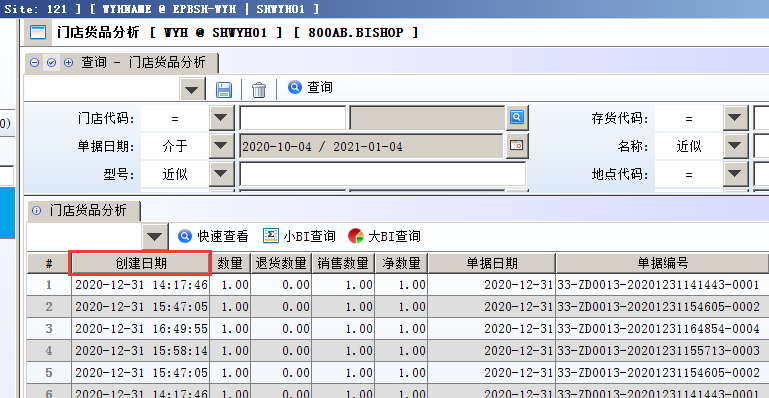 Site: 121 ] [ WYHNAME @ EPBSH-WYH | SHWYH01 ]
门店货品分析 [ WYH @ SHWYH01 ] [ 800AB.BISHOP ]
查询 - 门店货品分析
查询
0)
门店代码: = 存货代码: =
单据日期: 介于 2020-10-04 / 2021-01-04 名称: 近似
型号: 近似 地点代码: =
门店货品分析
快速查看 小BI查询 大BI查询
# 创建日期 数量 退货数量 销售数量 净数量 单据日期 单据编号
1 2020-12-31 14:17:46 1.00 0.00 1.00 1.00 2020-12-31 33-ZD0013-20201231141443-0001
2 2020-12-31 15:47:05 1.00 0.00 1.00 1.00 2020-12-31 33-ZD0013-20201231154605-0002
3 2020-12-31 16:49:55 1.00 0.00 1.00 1.00 2020-12-31 33-ZD0013-20201231164854-0004
4 2020-12-31 15:58:14 1.00 0.00 1.00 1.00 2020-12-31 33-ZD0013-20201231155713-0003
5 2020-12-31 15:47:05 1.00 0.00 1.00 1.00 2020-12-31 33-ZD0013-20201231154605-0002
6 2020-12-31 14:17:46 1.00 0.00 1.00 1.00 2020-12-31 33-ZD0013-20201231141443-0001